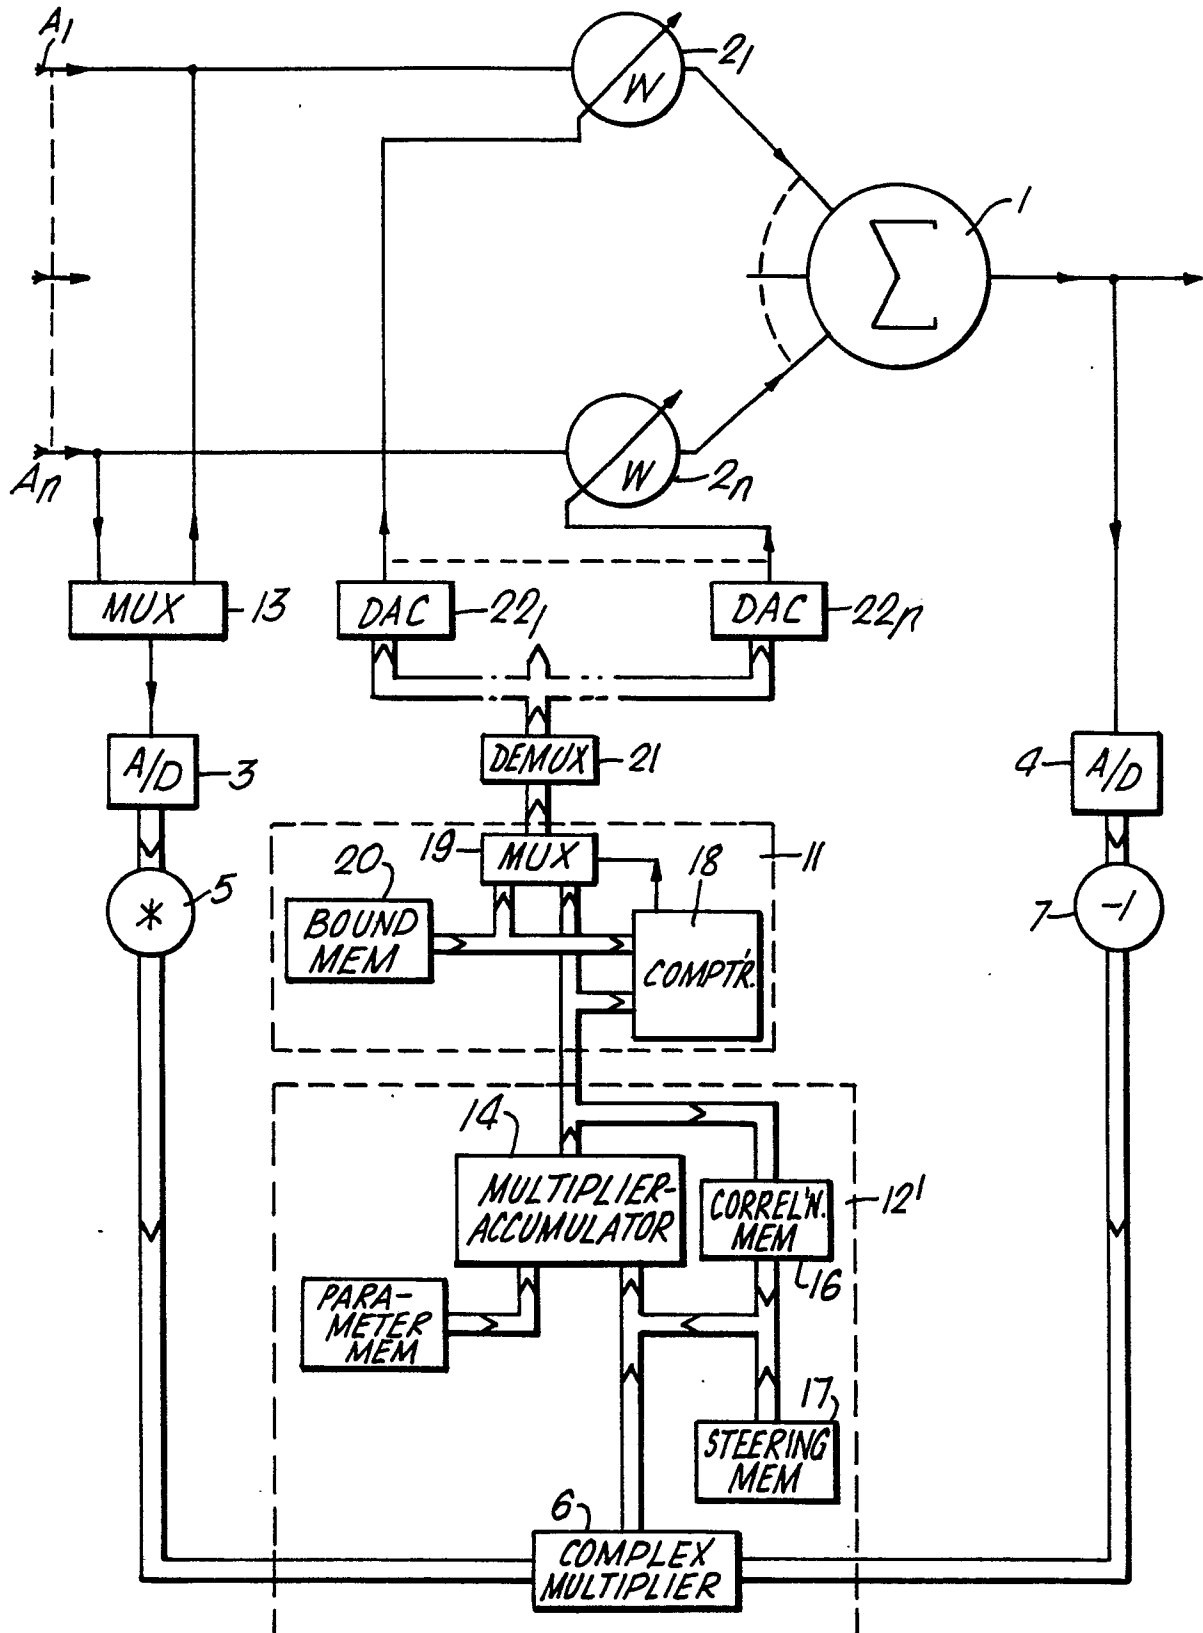 A1
W
21
Σ
1
An
W
2n
MUX
13
DAC
221
DAC
22n
A/D
3
DEMUX
21
4
A/D
19
MUX
11
20
18
*
5
BOUND
MEM
COMPT'R.
7
-1
14
MULTIPLIER-
ACCUMULATOR
CORREL'N.
MEM
12'
16
PARA-
METER
MEM
17
STEERING
MEM
6
COMPLEX
MULTIPLIER